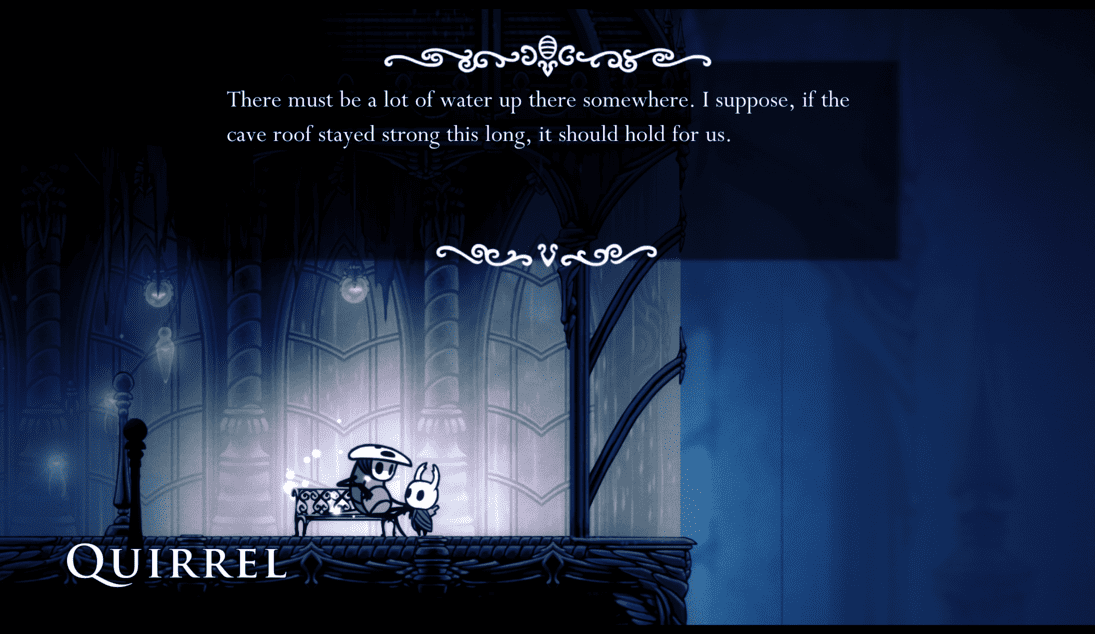 There must be a lot of water up there somewhere. I suppose, if the
cave roof stayed strong this long, it should hold for us.
QUIRREL